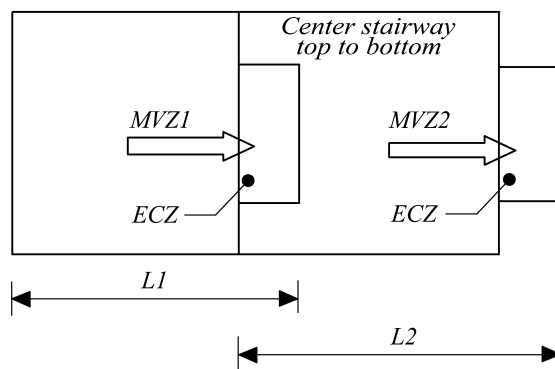 Center stairway
top to bottom
MVZ1
MVZ2
ECZ
ECZ
L1
L2